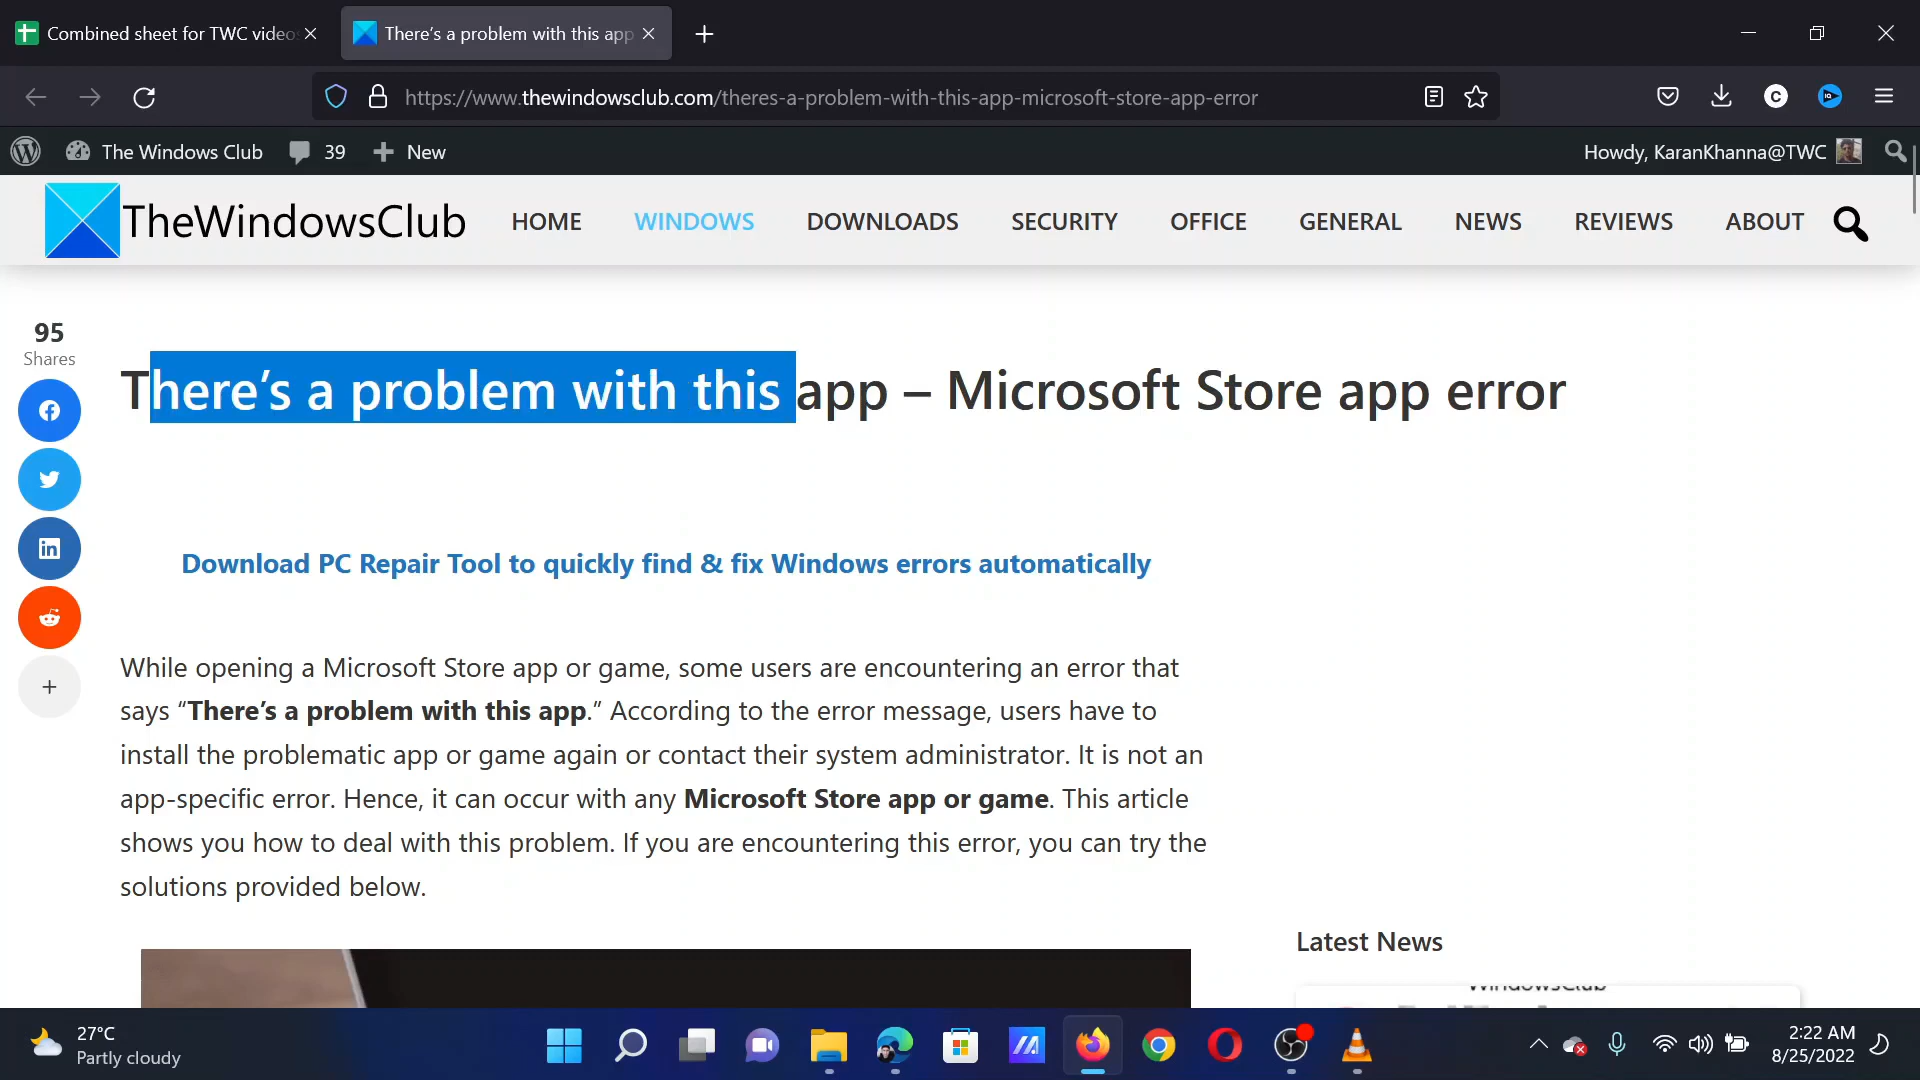 Combined sheet for TWC videos
There’s a problem with this app
https://www.thewindowsclub.com/theres-a-problem-with-this-app-microsoft-store-app-error
The Windows Club
39
New
Howdy, KaranKhanna@TWC
TheWindowsClub
HOME
WINDOWS
DOWNLOADS
SECURITY
OFFICE
GENERAL
NEWS
REVIEWS
ABOUT
95
Shares
There’s a problem with this app – Microsoft Store app error
Download PC Repair Tool to quickly find & fix Windows errors automatically
While opening a Microsoft Store app or game, some users are encountering an error that
says “There’s a problem with this app.” According to the error message, users have to
install the problematic app or game again or contact their system administrator. It is not an
app-specific error. Hence, it can occur with any Microsoft Store app or game. This article
shows you how to deal with this problem. If you are encountering this error, you can try the
solutions provided below.
Latest News
WindowsClub
27°C
Partly cloudy
2:22 AM
8/25/2022